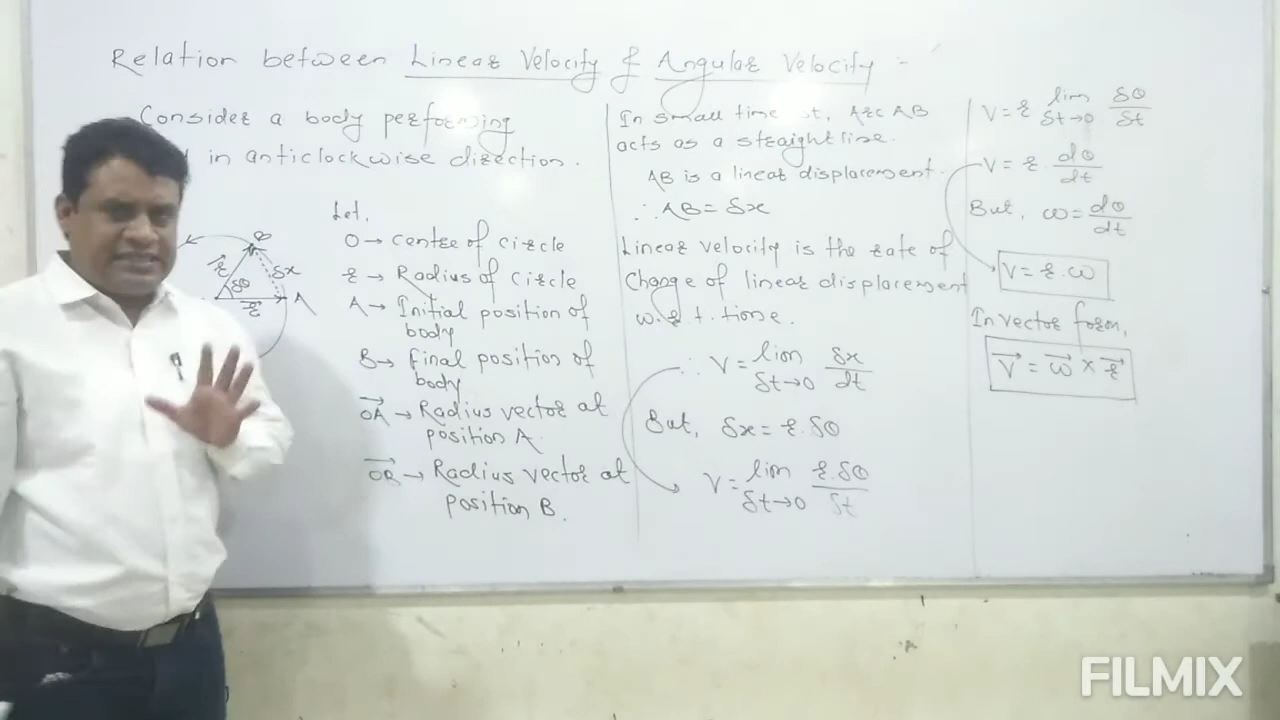 Relation between Linear Velocity & Angular Velocity -
Consider a body performing
in anticlockwise direction.
Let,
O → centre of circle
r → Radius of circle
A → Initial position of
body
B → final position of
body
OA → Radius vector at
position A.
OB → Radius vector at
position B.
B
r
δθ
δx
r
A
In small time δt, Arc AB
acts as a straight line.
AB is a linear displacement.
∴ AB = δx
Linear velocity is the rate of
Change of linear displacement
w.r.t. time.
∴ V = lim δt→0 δx/dt
But, δx = r.δθ
V = lim δt→0 r.δθ/δt
V = r lim δt→0 δθ/δt
V = r. dθ/dt
But, ω = dθ/dt
V = r.ω
In vector form,
V⃗ = ω⃗ × r⃗
FILMIX